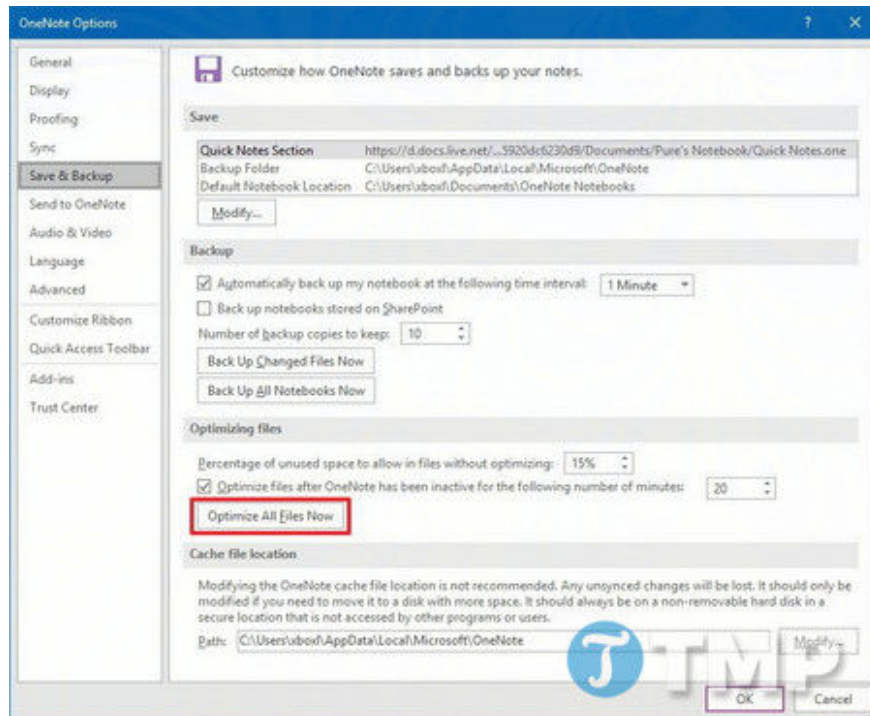 OneNote Options
General
Display
Proofing
Sync
Save & Backup
Send to OneNote
Audio & Video
Language
Advanced
Customize Ribbon
Quick Access Toolbar
Add-ins
Trust Center
Customize how OneNote saves and backs up your notes.
Save
Quick Notes Section https://d.docs.live.net/...5920dc6230d9/Documents/Pure's Notebook/Quick Notes.one
Backup Folder C:\Users\xboxl\AppData\Local\Microsoft\OneNote
Default Notebook Location C:\Users\xboxl\Documents\OneNote Notebooks
Modify...
Backup
Automatically back up my notebook at the following time interval: 1 Minute
Back up notebooks stored on SharePoint
Number of backup copies to keep: 10
Back Up Changed Files Now
Back Up All Notebooks Now
Optimizing files
Percentage of unused space to allow in files without optimizing: 15%
Optimize files after OneNote has been inactive for the following number of minutes: 20
Optimize All Files Now
Cache file location
Modifying the OneNote cache file location is not recommended. Any unsynced changes will be lost. It should only be
modified if you need to move it to a disk with more space. It should always be on a non-removable hard disk in a
secure location that is not accessed by other programs or users.
Path: C:\Users\xboxl\AppData\Local\Microsoft\OneNote Modify...
T TMP
OK Cancel